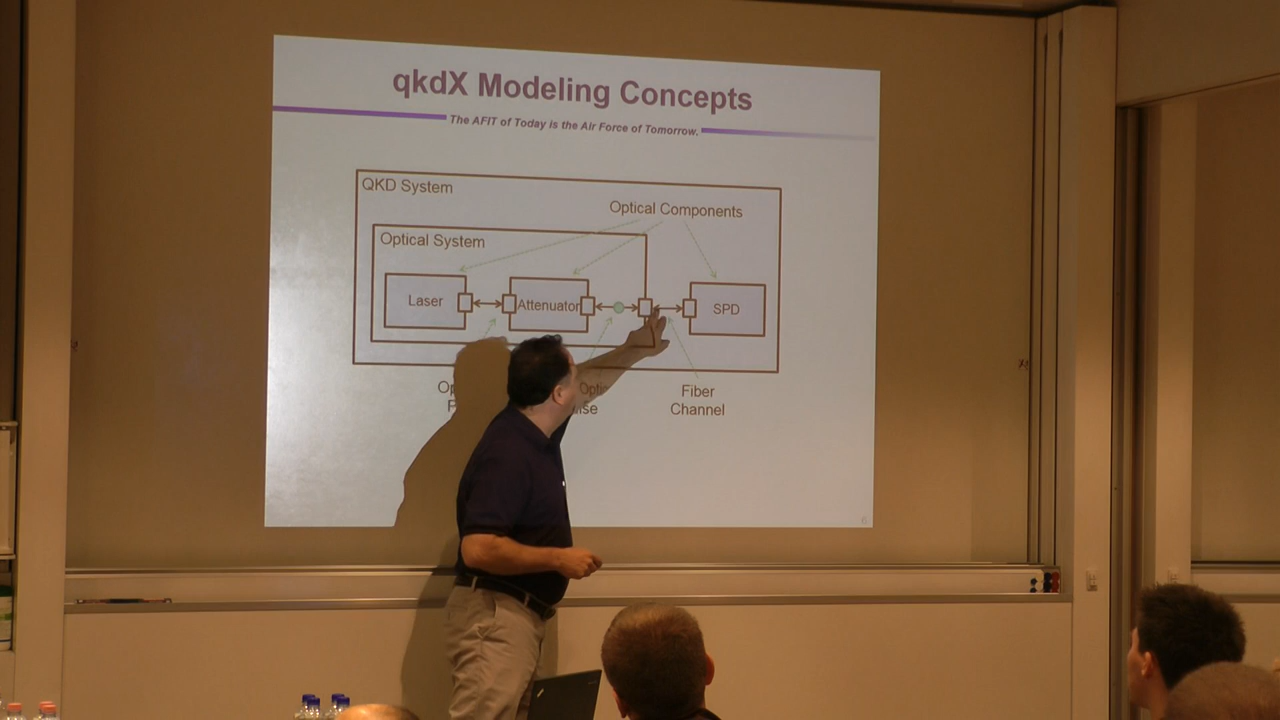 qkdX Modeling Concepts
The AFIT of Today is the Air Force of Tomorrow.
QKD System
Optical Components
Optical System
Laser
Attenuator
SPD
Fiber
Channel
6